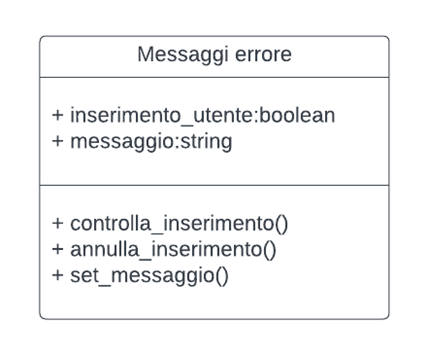 Messaggi errore
+ inserimento_utente:boolean
+ messaggio:string
+ controlla_inserimento()
+ annulla_inserimento()
+ set_messaggio()